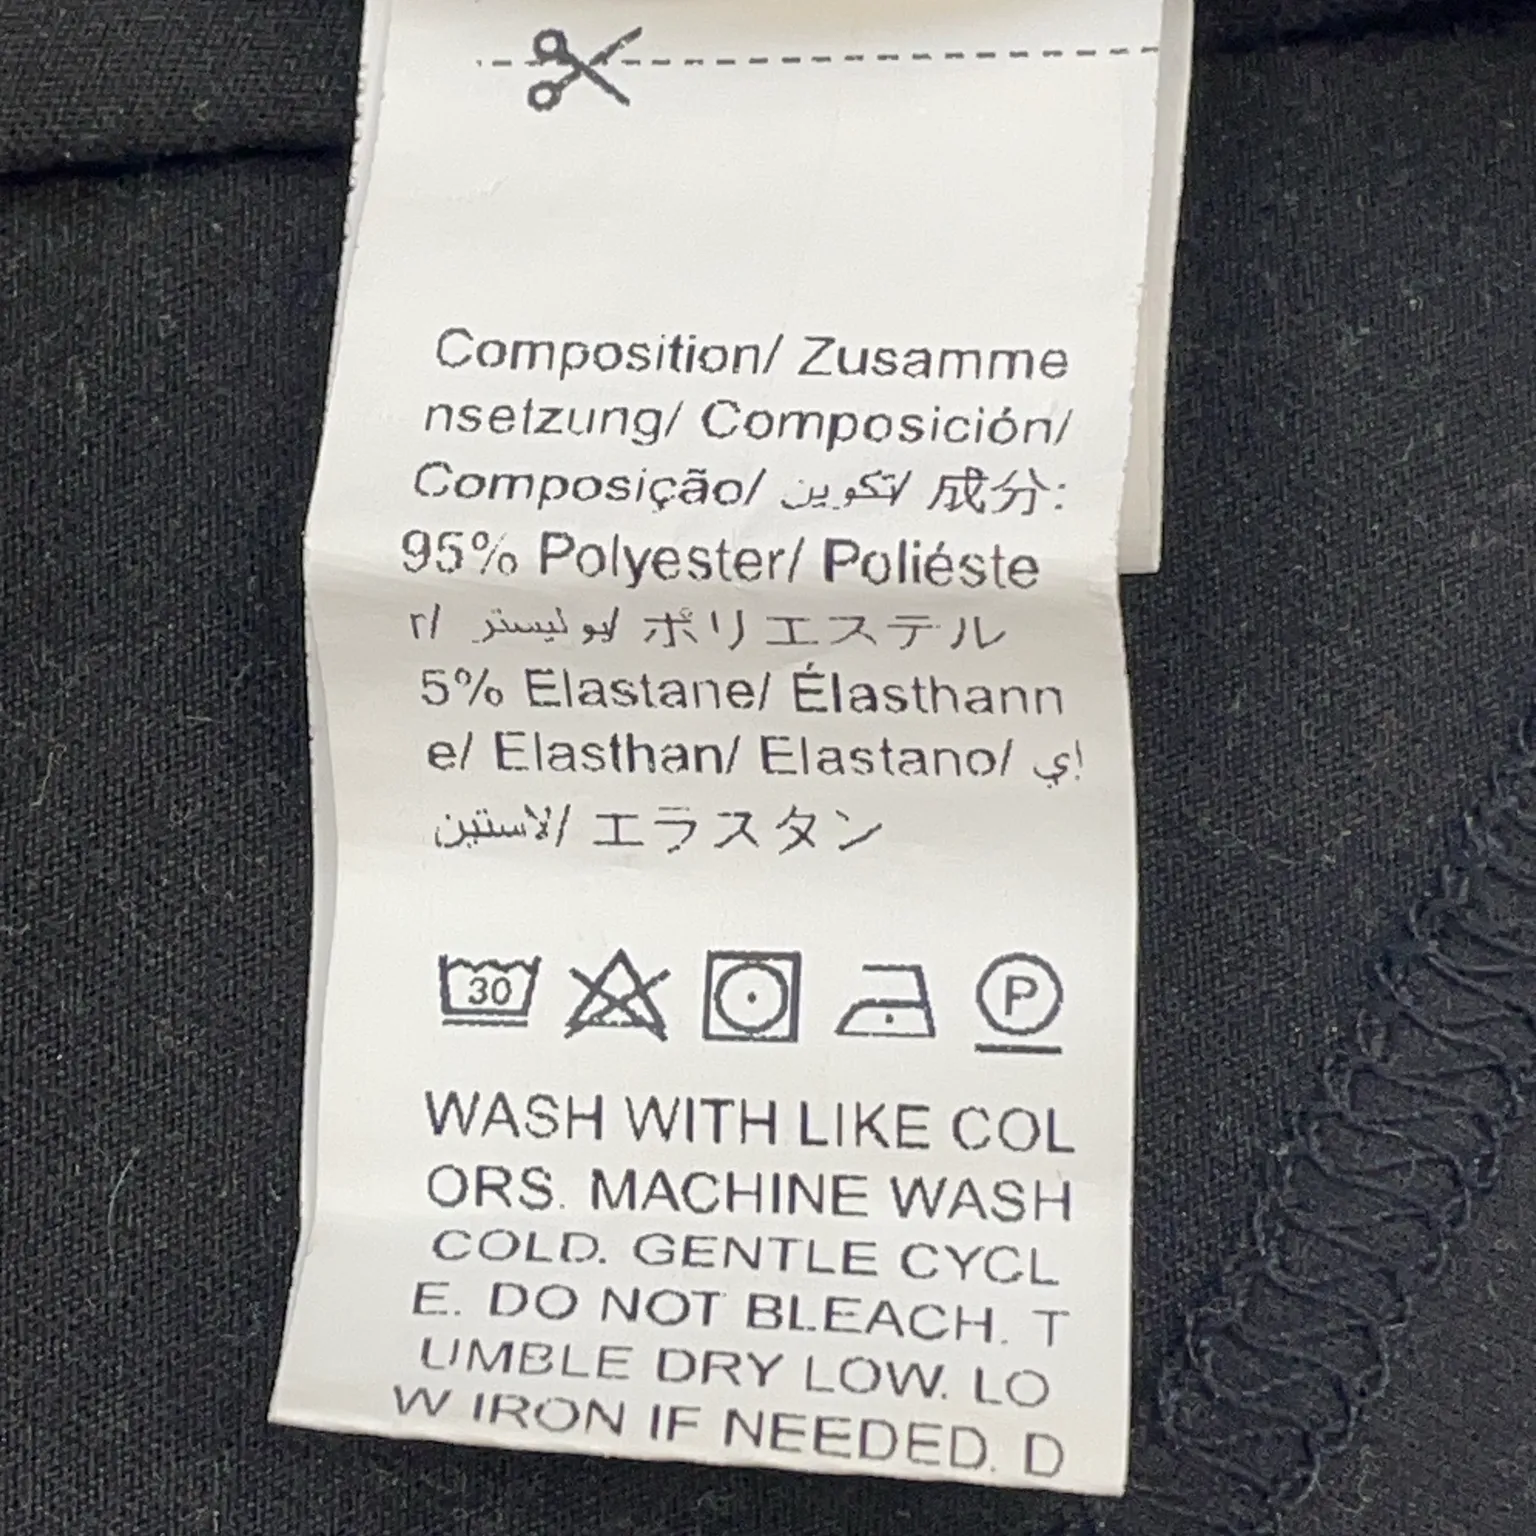 Composition/ Zusamme
nsetzung/ Composición/
Composição/ تكوين/ 成分:
95% Polyester/ Poliéste
r/ بوليستر/ ポリエステル
5% Elastane/ Élasthann
e/ Elasthan/ Elastano/ إي
لاستين/ エラスタン
30 P
WASH WITH LIKE COL
ORS. MACHINE WASH
COLD. GENTLE CYCL
E. DO NOT BLEACH. T
UMBLE DRY LOW. LO
W IRON IF NEEDED. D